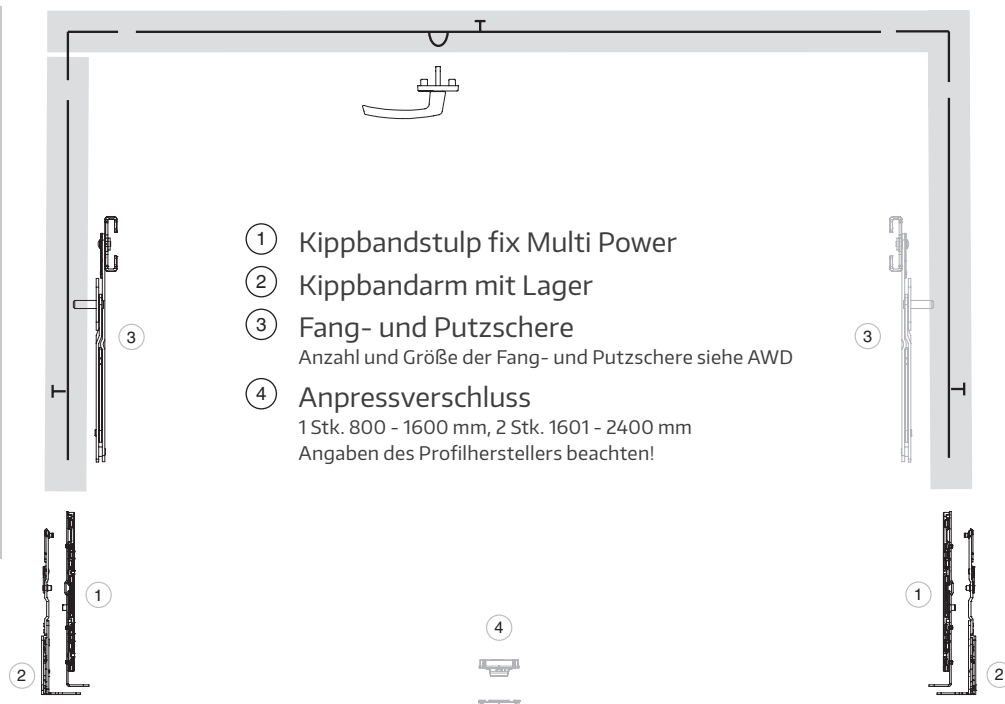 ① Kippbandstulp fix Multi Power
② Kippbandarm mit Lager
③ Fang- und Putzschere
Anzahl und Größe der Fang- und Putzschere siehe AWD
④ Anpressverschluss
1 Stk. 800 - 1600 mm, 2 Stk. 1601 - 2400 mm
Angaben des Profilherstellers beachten!
③
③
①
①
④
②
②